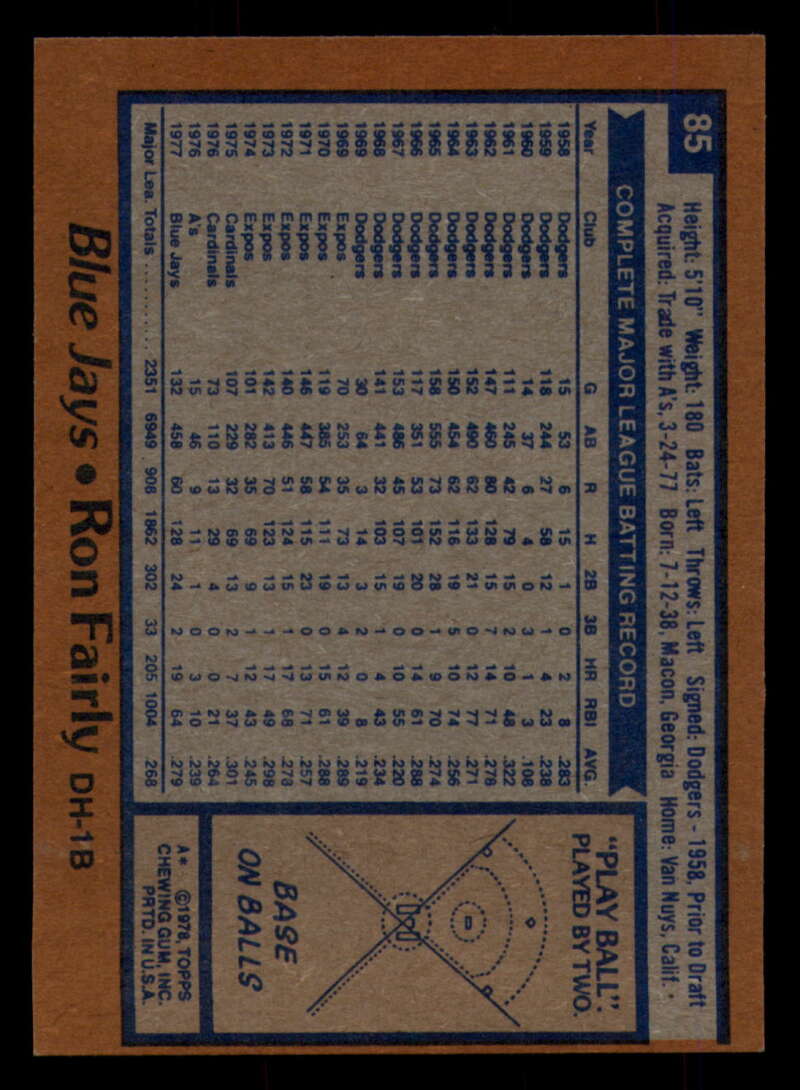 85
Height: 5'10" Weight: 180 Bats: Left Throws: Left Signed: Dodgers - 1958, Prior to Draft
Acquired: Trade with A's, 3-24-77 Born: 7-12-38, Macon, Georgia Home: Van Nuys, Calif.
COMPLETE MAJOR LEAGUE BATTING RECORD
Year Club G AB R H 2B 3B HR RBI AVG.
1958 Dodgers 15 53 6 15 1 0 2 8 .283
1959 Dodgers 118 244 27 58 12 1 4 23 .238
1960 Dodgers 14 37 6 4 0 3 1 3 .108
1961 Dodgers 111 245 42 79 15 2 10 48 .322
1962 Dodgers 147 460 80 128 15 7 14 71 .278
1963 Dodgers 152 490 62 133 21 0 12 77 .271
1964 Dodgers 150 454 62 116 19 5 10 74 .256
1965 Dodgers 158 555 73 152 28 1 9 70 .274
1966 Dodgers 117 351 53 101 20 0 14 61 .288
1967 Dodgers 153 486 45 107 19 0 10 55 .220
1968 Dodgers 141 441 32 103 15 1 4 43 .234
1969 Dodgers 30 64 3 14 3 2 0 8 .219
1969 Expos 70 253 35 73 13 4 12 39 .289
1970 Expos 119 385 54 111 19 0 15 61 .288
1971 Expos 146 447 58 115 23 0 13 71 .257
1972 Expos 140 446 51 124 15 1 17 68 .278
1973 Expos 142 413 70 123 13 1 17 49 .298
1974 Expos 101 282 35 69 9 1 12 43 .245
1975 Cardinals 107 229 32 69 13 2 7 37 .301
1976 Cardinals 73 110 13 29 4 0 0 21 .264
1976 A's 15 46 9 11 1 0 3 10 .239
1977 Blue Jays 132 458 60 128 24 2 19 64 .279
Major Lea. Totals ........... 2351 6949 908 1862 302 33 205 1004 .268
"PLAY BALL".
PLAYED BY TWO.
BASE
ON BALLS
A* ©1978, TOPPS
CHEWING GUM, INC.
PRTD. IN U.S.A.
Blue Jays • Ron Fairly DH-1B